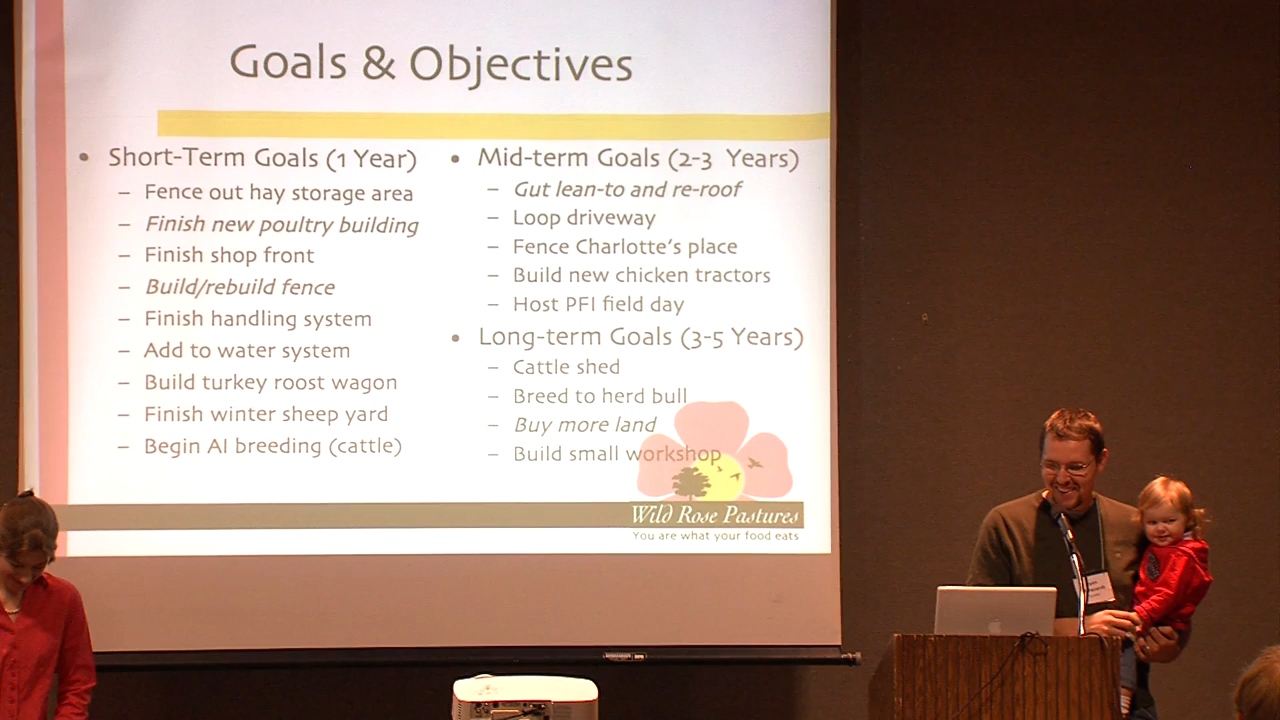 Goals & Objectives
• Short-Term Goals (1 Year)
– Fence out hay storage area
– Finish new poultry building
– Finish shop front
– Build/rebuild fence
– Finish handling system
– Add to water system
– Build turkey roost wagon
– Finish winter sheep yard
– Begin AI breeding (cattle)
• Mid-term Goals (2-3 Years)
– Gut lean-to and re-roof
– Loop driveway
– Fence Charlotte's place
– Build new chicken tractors
– Host PFI field day
• Long-term Goals (3-5 Years)
– Cattle shed
– Breed to herd bull
– Buy more land
– Build small workshop
Wild Rose Pastures
You are what your food eats